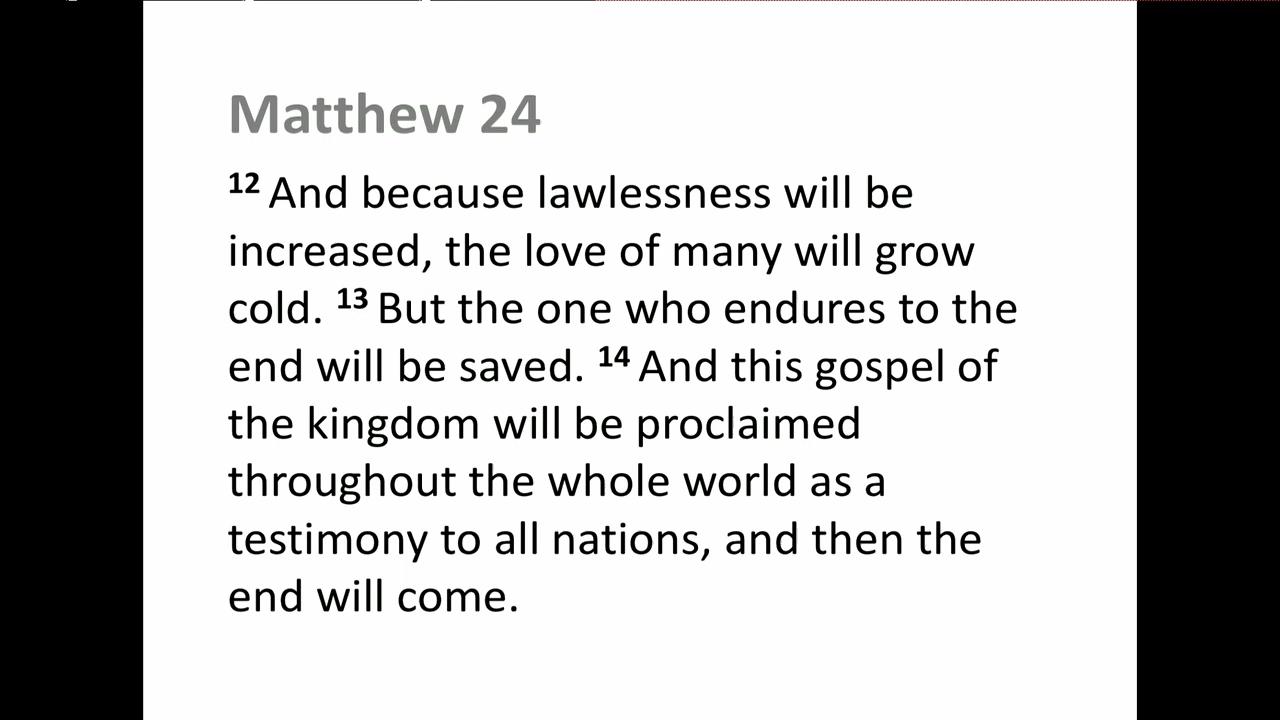 Matthew 24
12 And because lawlessness will be
increased, the love of many will grow
cold. 13 But the one who endures to the
end will be saved. 14 And this gospel of
the kingdom will be proclaimed
throughout the whole world as a
testimony to all nations, and then the
end will come.